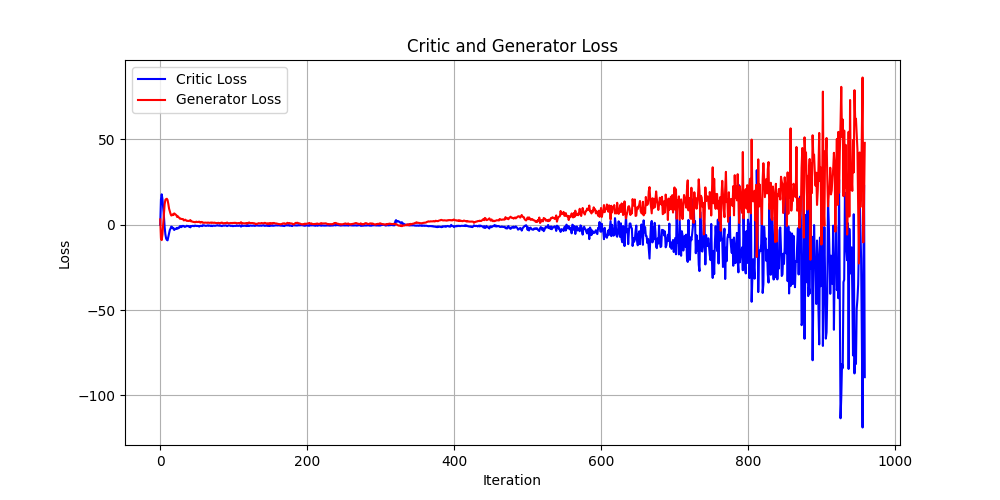 Critic and Generator Loss
Critic Loss
Generator Loss
50
0
−50
−100
Loss
0 200 400 600 800 1000
Iteration